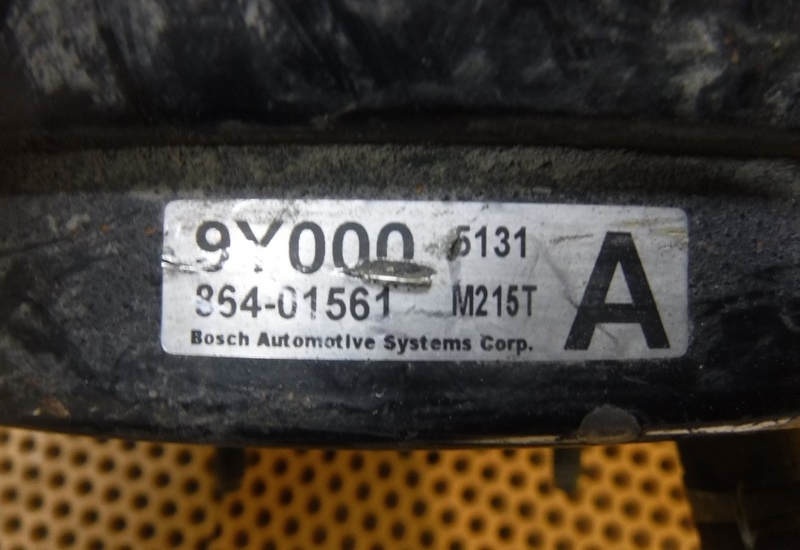 9Y000 5131
864-01561 M215T A
Bosch Automotive Systems Corp.